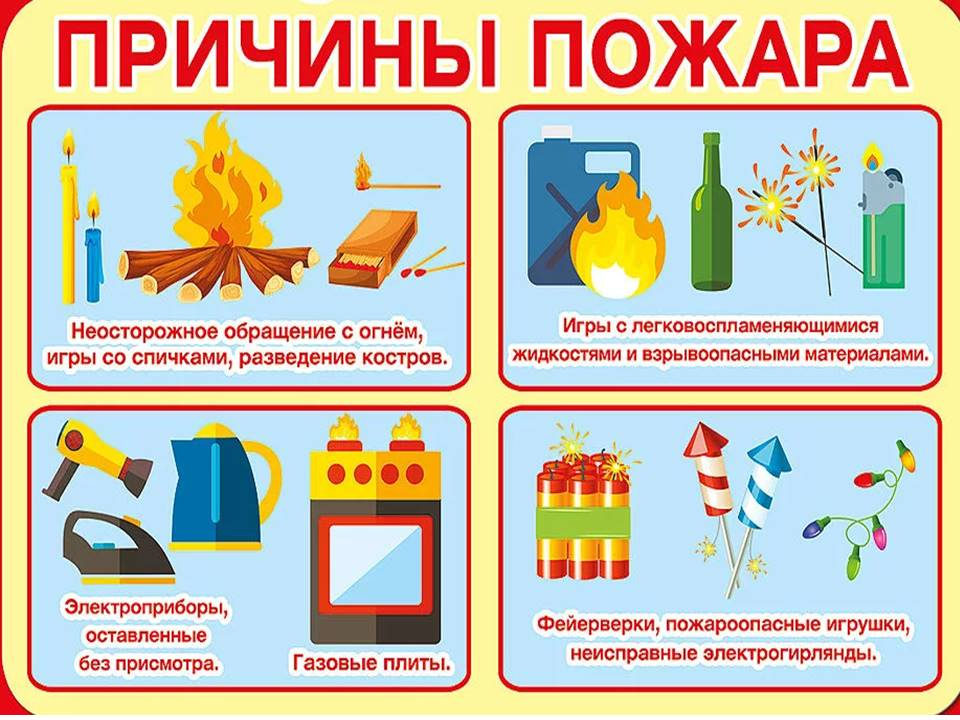 ПРИЧИНЫ ПОЖАРА
Неосторожное обращение с огнём,
игры со спичками, разведение костров.
Игры с легковоспламеняющимися
жидкостями и взрывоопасными материалами.
Электроприборы,
оставленные
без присмотра.
Газовые плиты.
Фейерверки, пожароопасные игрушки,
неисправные электрогирлянды.